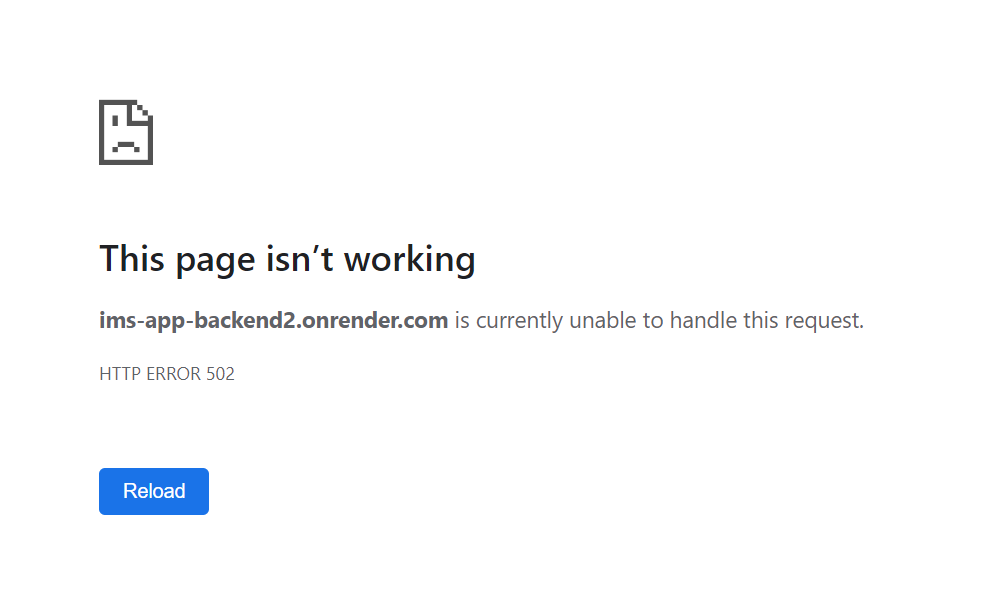 This page isn’t working
ims-app-backend2.onrender.com is currently unable to handle this request.
HTTP ERROR 502
Reload